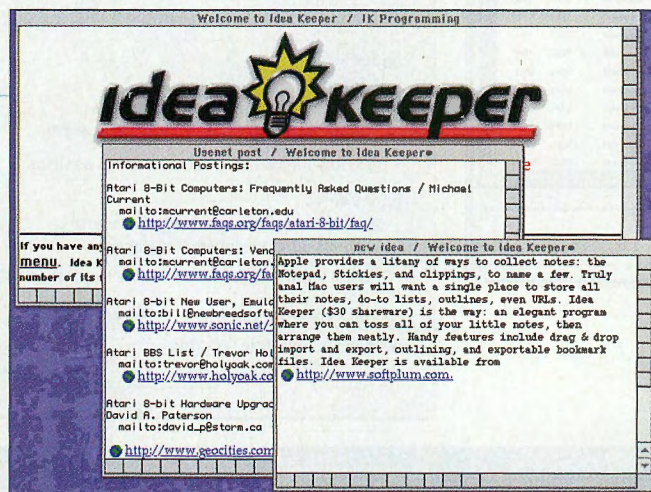 Welcome to Idea Keeper / IK Programming
idea KEEPER
Usenet post / Welcome to Idea Keeper•
Informational Postings:
Atari 8-Bit Computers: Frequently Asked Questions / Michael
Current
mailto:mcurrent@carleton.edu
http://www.faqs.org/faqs/atari-8-bit/faq/
Atari 8-Bit Computers: Vend
mailto:mcurrent@carleton.
http://www.faqs.org/fa
Atari 8-bit New User, Emula
mailto:bill@newbreedsoftw
http://www.sonic.net/
Atari BBS List / Trevor Hol
mailto:trevor@holyoak.com
http://www.holyoak.co
Atari 8-bit Hardware Upgrad
David A. Paterson
mailto:david_p@storm.ca
http://www.geocities.com
e
If you have any
menu. Idea K
number of its f
new idea / Welcome to Idea Keeper•
Apple provides a litany of ways to collect notes: the
Notepad, Stickies, and clippings, to name a few. Truly
anal Mac users will want a single place to store all
their notes, do-to lists, outlines, even URLs. Idea
Keeper ($30 shareware) is the way: an elegant program
where you can toss all of your little notes, then
arrange them neatly. Handy features include drag & drop
import and export, outlining, and exportable bookmark
files. Idea Keeper is available from
http://www.softplum.com.